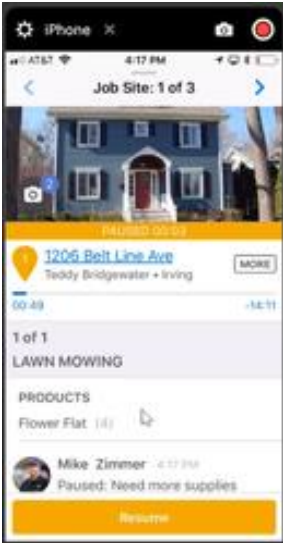 iPhone
AT&T 4:17 PM
Job Site: 1 of 3
2
PAUSED 00:03
1 1206 Belt Line Ave
MORE
Teddy Bridgewater • Irving
00:49 -14:11
1 of 1
LAWN MOWING
PRODUCTS
Flower Flat (4)
Mike Zimmer 4:17 PM
Paused: Need more supplies
Resume